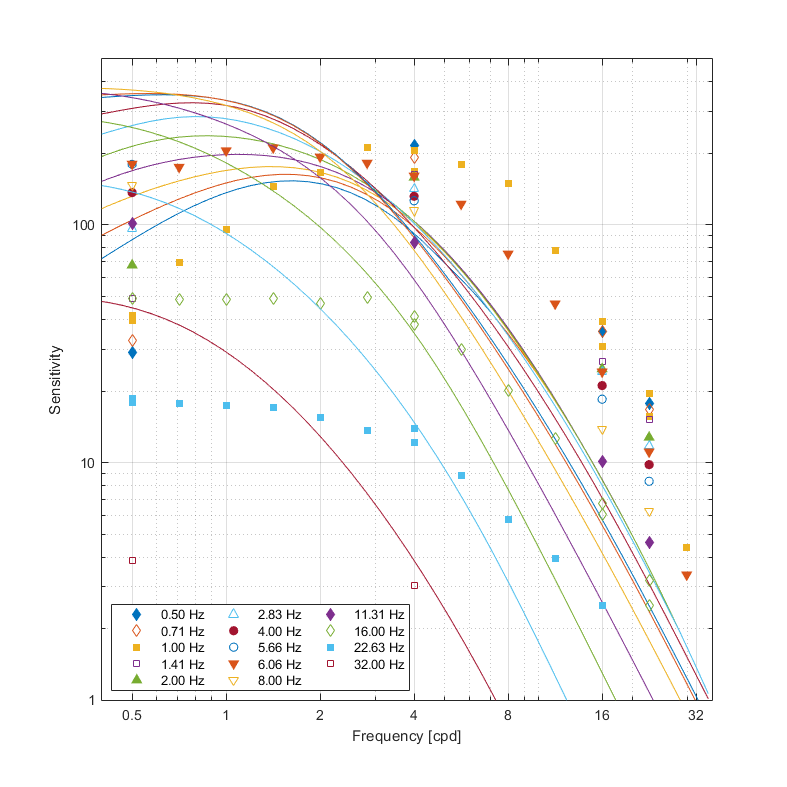 Sensitivity
100
10
1
0.50 Hz 2.83 Hz 11.31 Hz
0.71 Hz 4.00 Hz 16.00 Hz
1.00 Hz 5.66 Hz 22.63 Hz
1.41 Hz 6.06 Hz 32.00 Hz
2.00 Hz 8.00 Hz
0.5 1 2 4 8 16 32
Frequency [cpd]